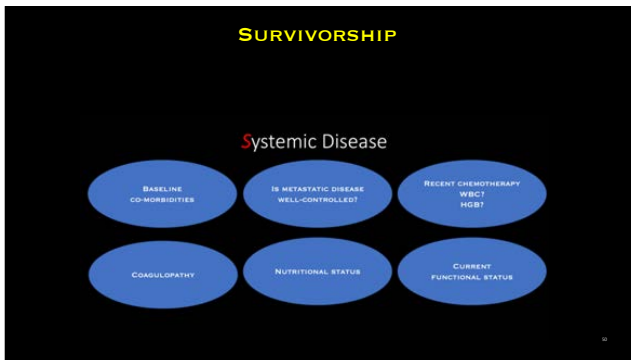 Survivorship
Systemic Disease
Baseline
co-morbidities
Is metastatic disease
well-controlled?
Recent chemotherapy
WBC?
HGB?
Coagulopathy
Nutritional status
Current
functional status